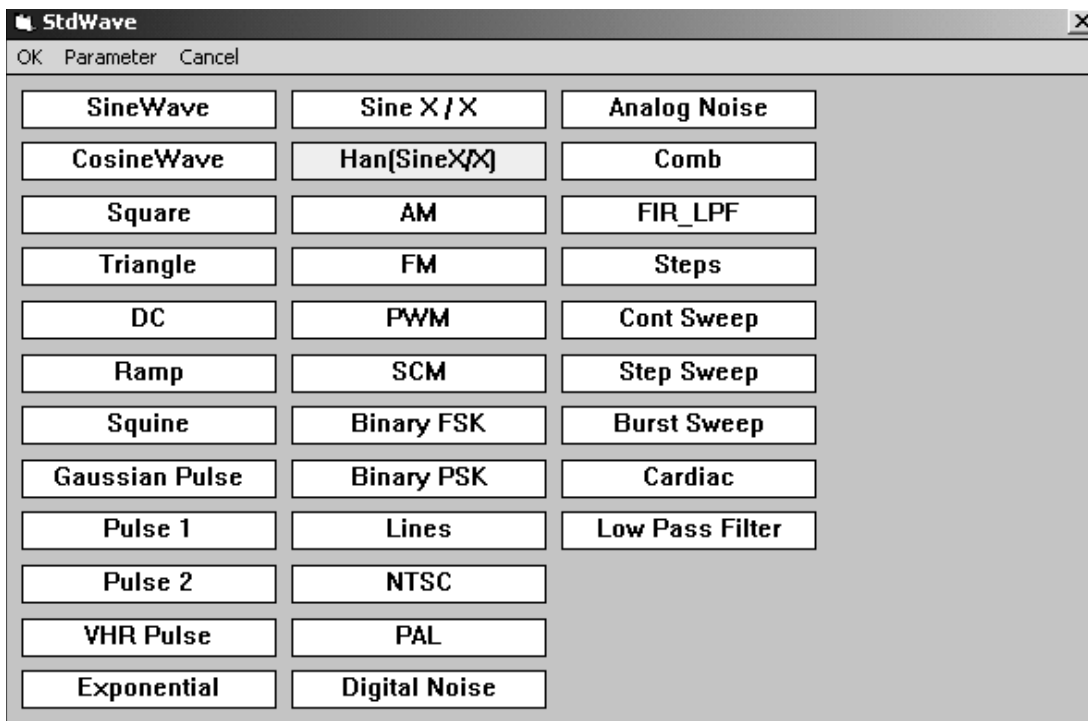 StdWave
OK Parameter Cancel
SineWave
CosineWave
Square
Triangle
DC
Ramp
Squine
Gaussian Pulse
Pulse 1
Pulse 2
VHR Pulse
Exponential
Sine X / X
Han(SineX/X)
AM
FM
PWM
SCM
Binary FSK
Binary PSK
Lines
NTSC
PAL
Digital Noise
Analog Noise
Comb
FIR_LPF
Steps
Cont Sweep
Step Sweep
Burst Sweep
Cardiac
Low Pass Filter